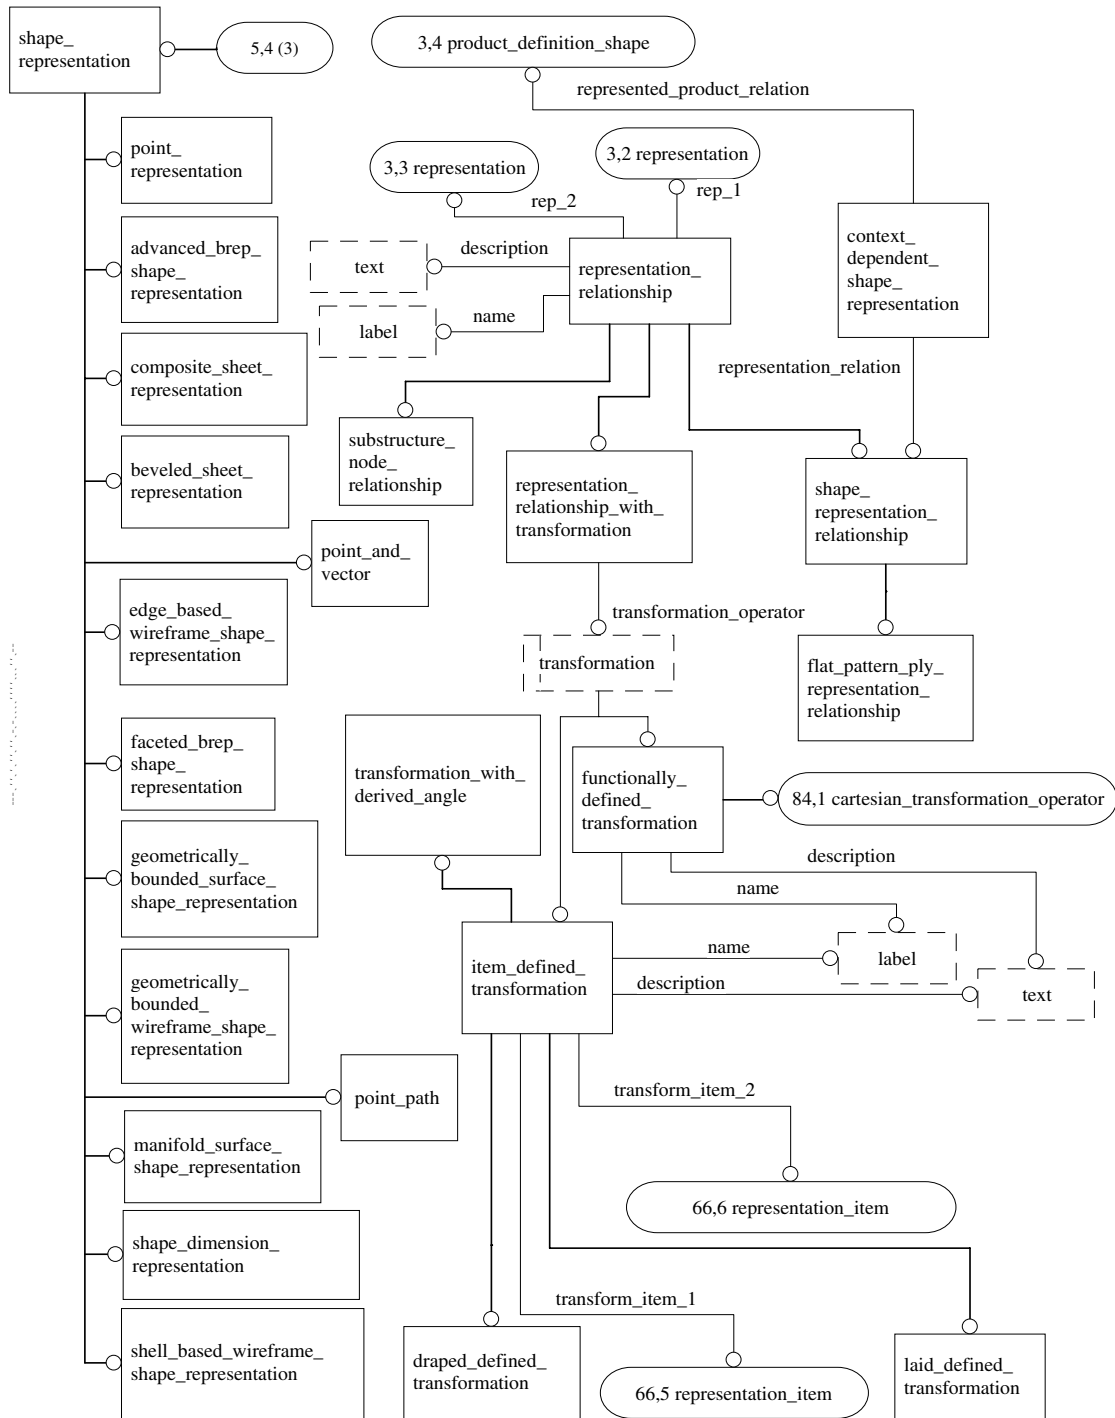 shape_
representation
5,4 (3)
3,4 product_definition_shape
represented_product_relation
point_
representation
3,3 representation
3,2 representation
rep_2
rep_1
advanced_brep_
shape_
representation
text
description
representation_
relationship
context_
dependent_
shape_
representation
label
name
composite_sheet_
representation
representation_relation
beveled_sheet_
representation
substructure_
node_
relationship
representation_
relationship_with_
transformation
shape_
representation_
relationship
point_and_
vector
edge_based_
wireframe_shape_
representation
transformation_operator
transformation
flat_pattern_ply_
representation_
relationship
faceted_brep_
shape_
representation
transformation_with_
derived_angle
functionally_
defined_
transformation
84,1 cartesian_transformation_operator
description
name
geometrically_
bounded_surface_
shape_representation
item_defined_
transformation
name
label
description
text
geometrically_
bounded_
wireframe_shape_
representation
point_path
transform_item_2
manifold_surface_
shape_representation
66,6 representation_item
shape_dimension_
representation
transform_item_1
shell_based_wireframe_
shape_representation
draped_defined_
transformation
66,5 representation_item
laid_defined_
transformation